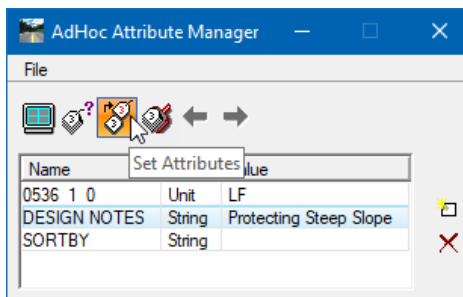 AdHoc Attribute Manager
File
Set Attributes
Name
0536 1 0 Unit LF
DESIGN NOTES String Protecting Steep Slope
SORTBY String